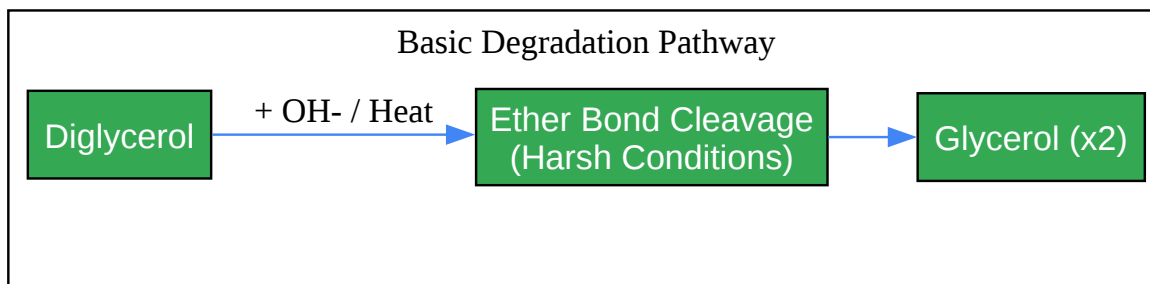 Basic Degradation Pathway
Diglycerol
+ OH- / Heat
Ether Bond Cleavage
(Harsh Conditions)
Glycerol (x2)